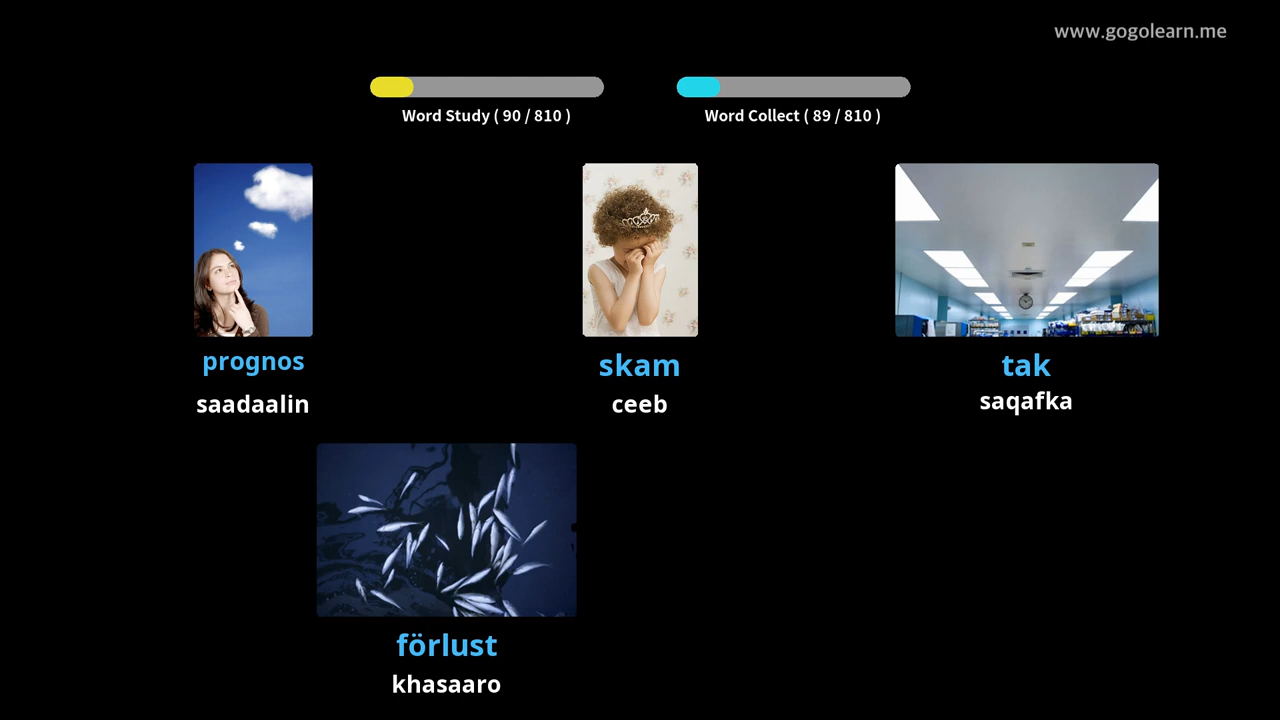 www.gogolearn.me
Word Study ( 90 / 810 )
Word Collect ( 89 / 810 )
prognos
saadaalin
skam
ceeb
tak
saqafka
förlust
khasaaro